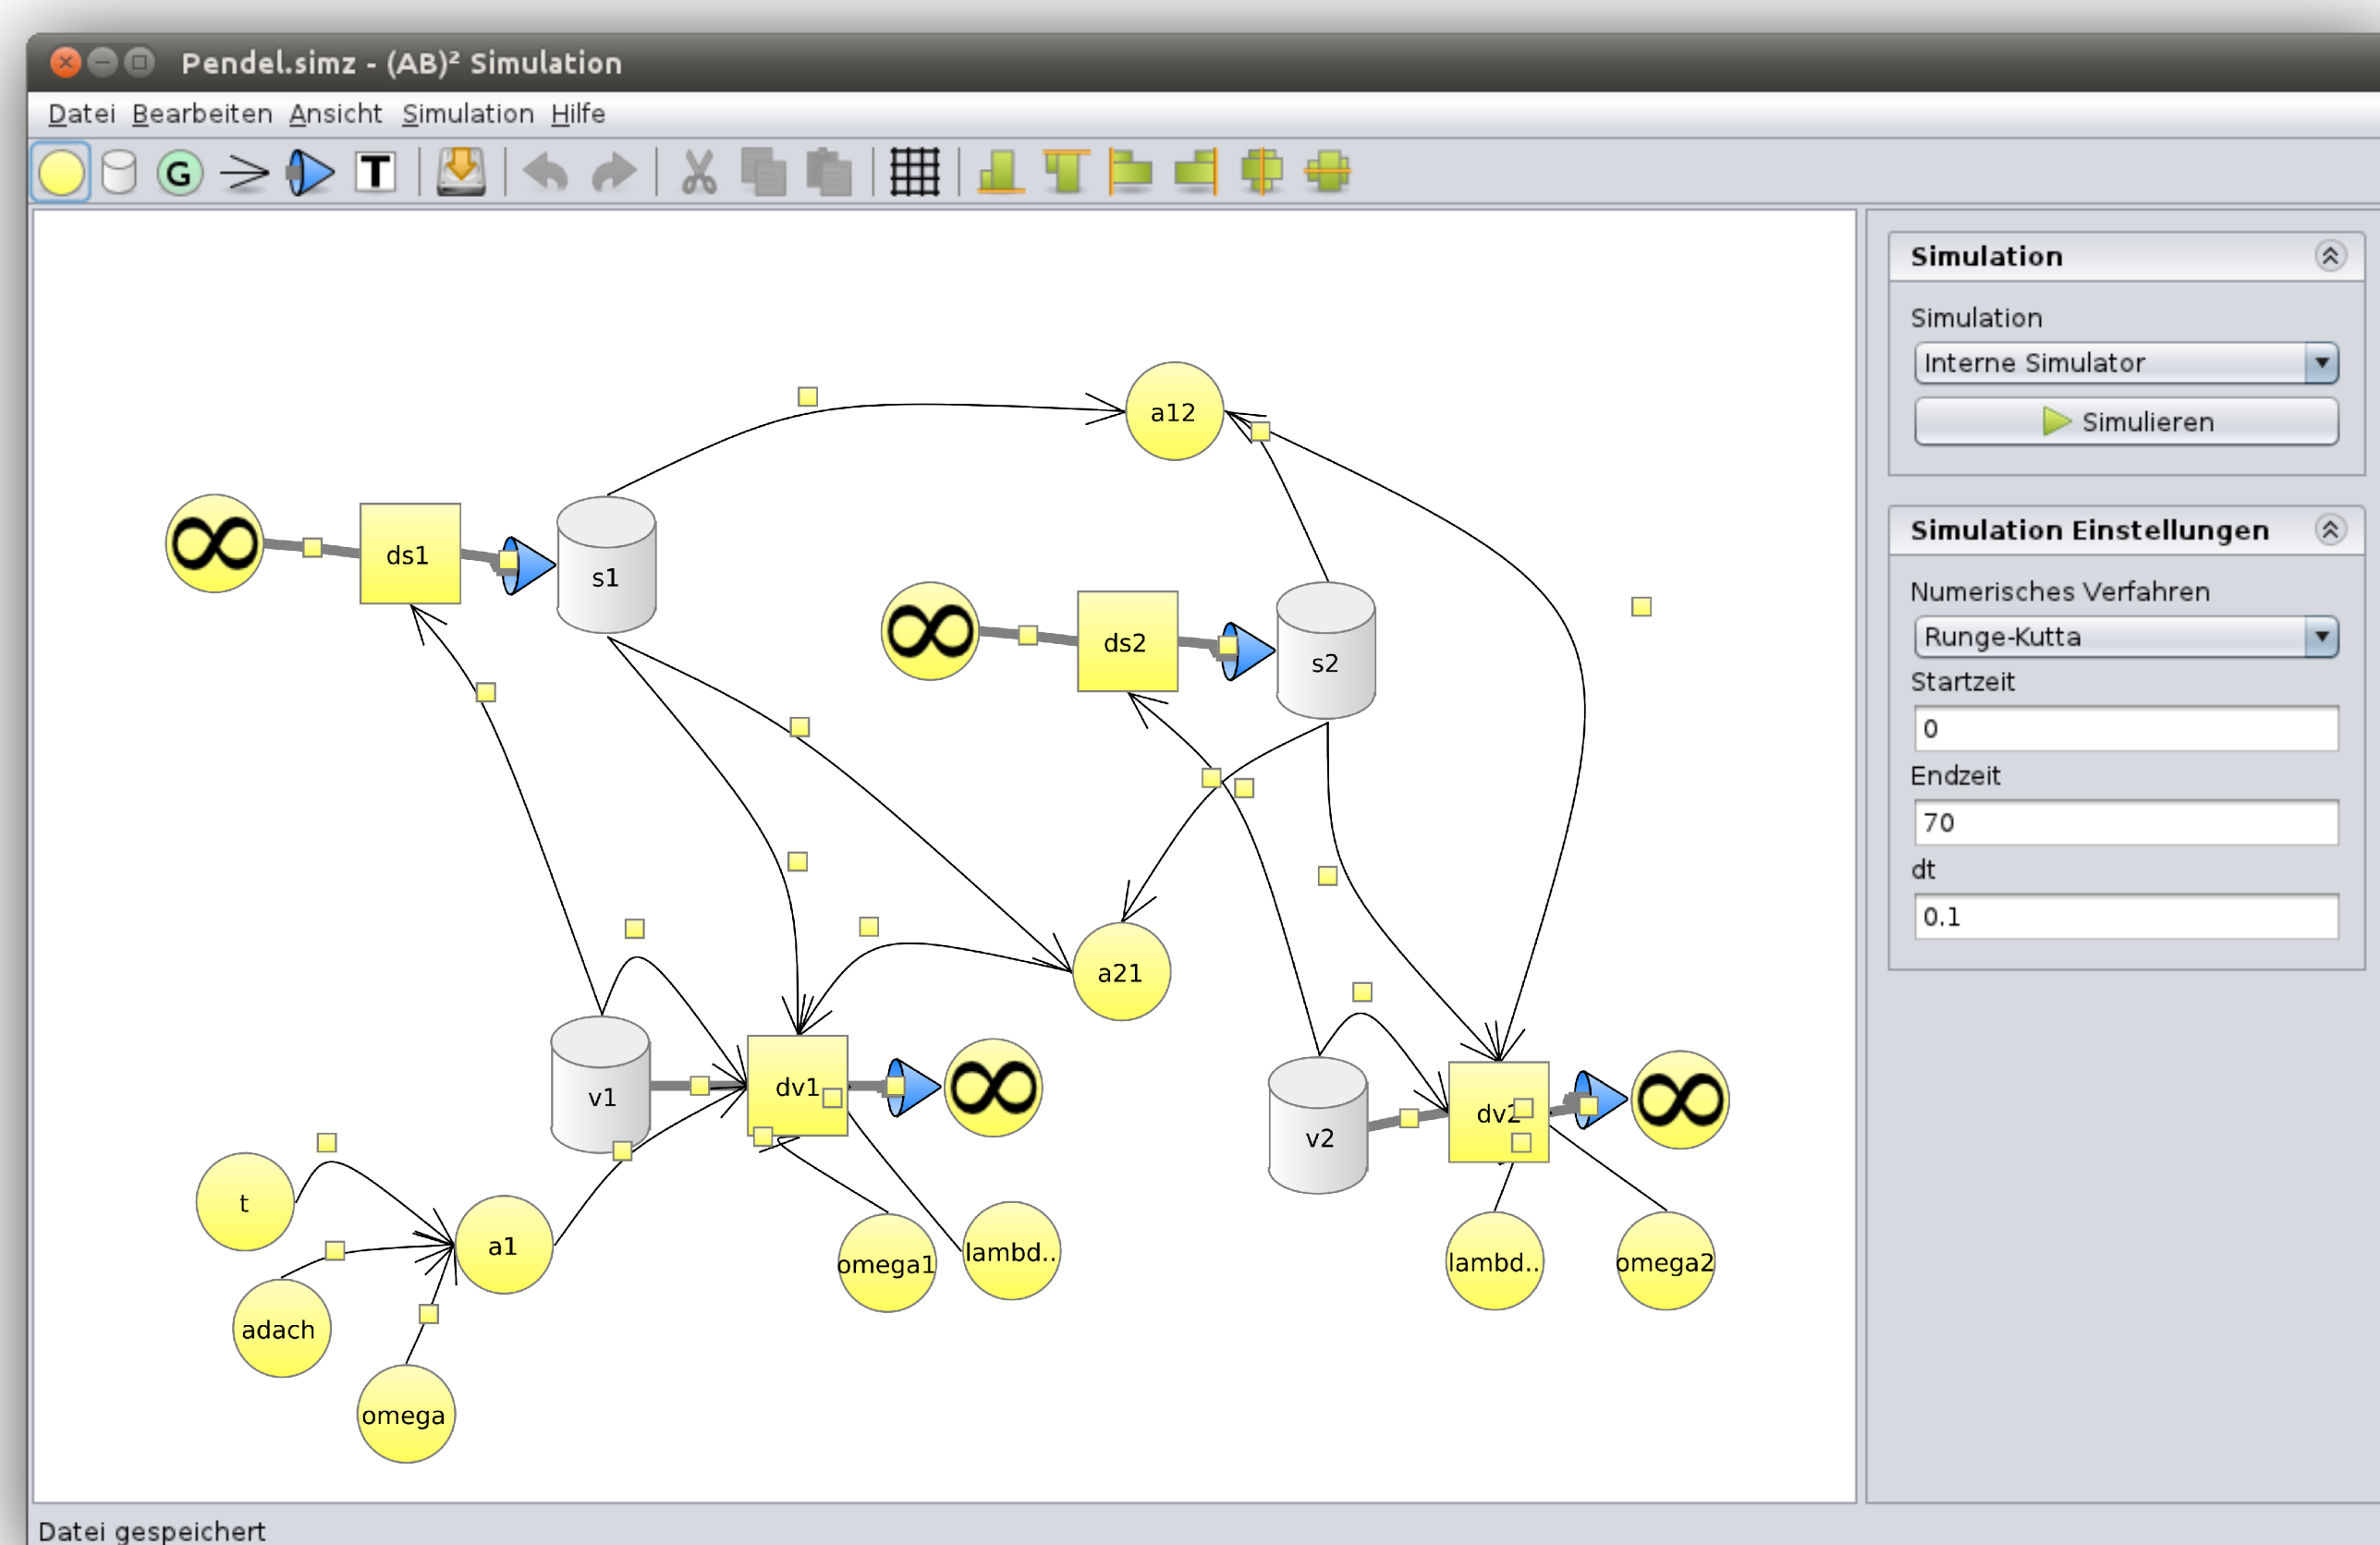 Pendel.simz - (AB)² Simulation
Datei Bearbeiten Ansicht Simulation Hilfe
G T
Simulation
Simulation
Interne Simulator
Simulieren
Simulation Einstellungen
Numerisches Verfahren
Runge-Kutta
Startzeit
0
Endzeit
70
dt
0.1
a12
ds1
s1
ds2
s2
a21
v1
dv1
v2
dv2
t
a1
adach
omega
omega1
lambd..
lambd..
omega2
∞
∞
∞
∞
Datei gespeichert